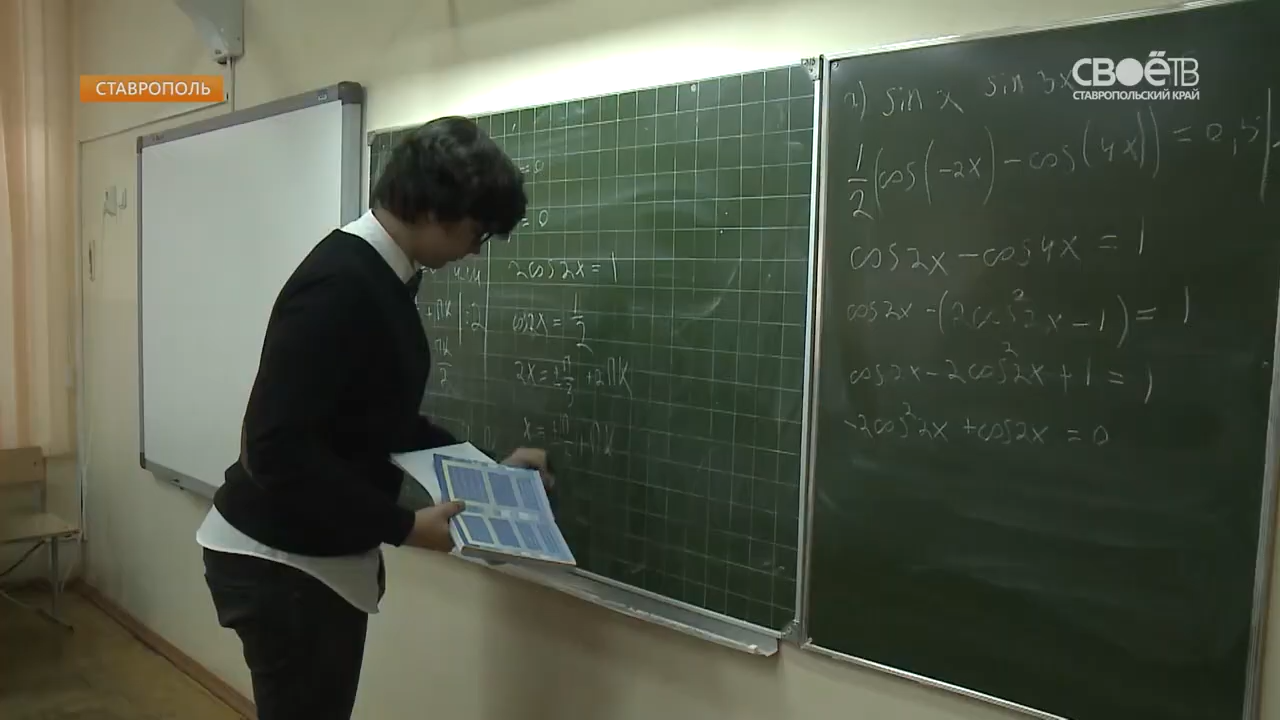 СТАВРОПОЛЬ
СВОЁТВ
СТАВРОПОЛЬСКИЙ КРАЙ
= 0
= 0
2cos2x = 1
cos2x = 1/2
2x = ±π/3 + 2πk
:2
г) sin x sin 3x
1/2(cos(-2x) - cos(4x)) = 0,5
cos2x - cos4x = 1
cos2x - (2cos²2x - 1) = 1
cos2x - 2cos²2x + 1 = 1
-2cos²2x + cos2x = 0